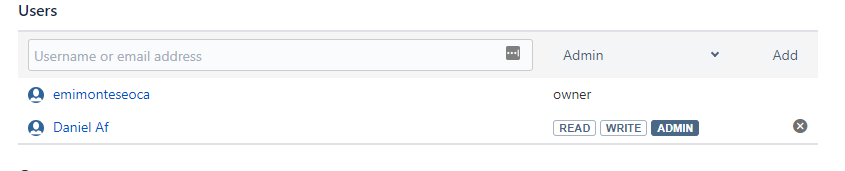 Users
Username or email address Admin Add
emimonteseoca owner
Daniel Af READ WRITE ADMIN